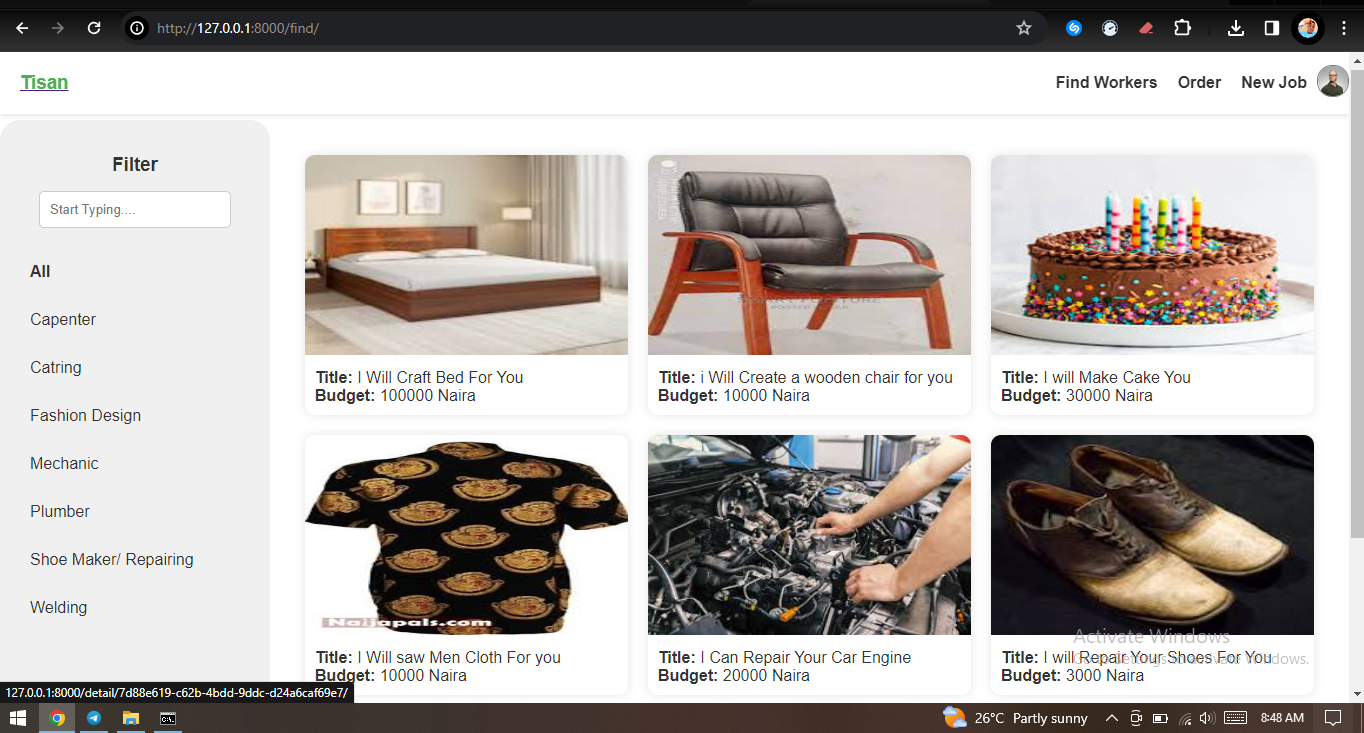 http://127.0.0.1:8000/find/
Tisan
Find Workers Order New Job
Filter
Start Typing....
All
Capenter
Catring
Fashion Design
Mechanic
Plumber
Shoe Maker/ Repairing
Welding
Title: I Will Craft Bed For You
Budget: 100000 Naira
Title: i Will Create a wooden chair for you
Budget: 10000 Naira
Title: I will Make Cake You
Budget: 30000 Naira
Naijapals.com
Title: I Will saw Men Cloth For you
Budget: 10000 Naira
Title: I Can Repair Your Car Engine
Budget: 20000 Naira
Title: I will Repair Your Shoes For You
Budget: 3000 Naira
Activate Windows
Go to Settings to activate Windows.
127.0.0.1:8000/detail/7d88e619-c62b-4bdd-9ddc-d24a6caf69e7/
26°C Partly sunny
8:48 AM